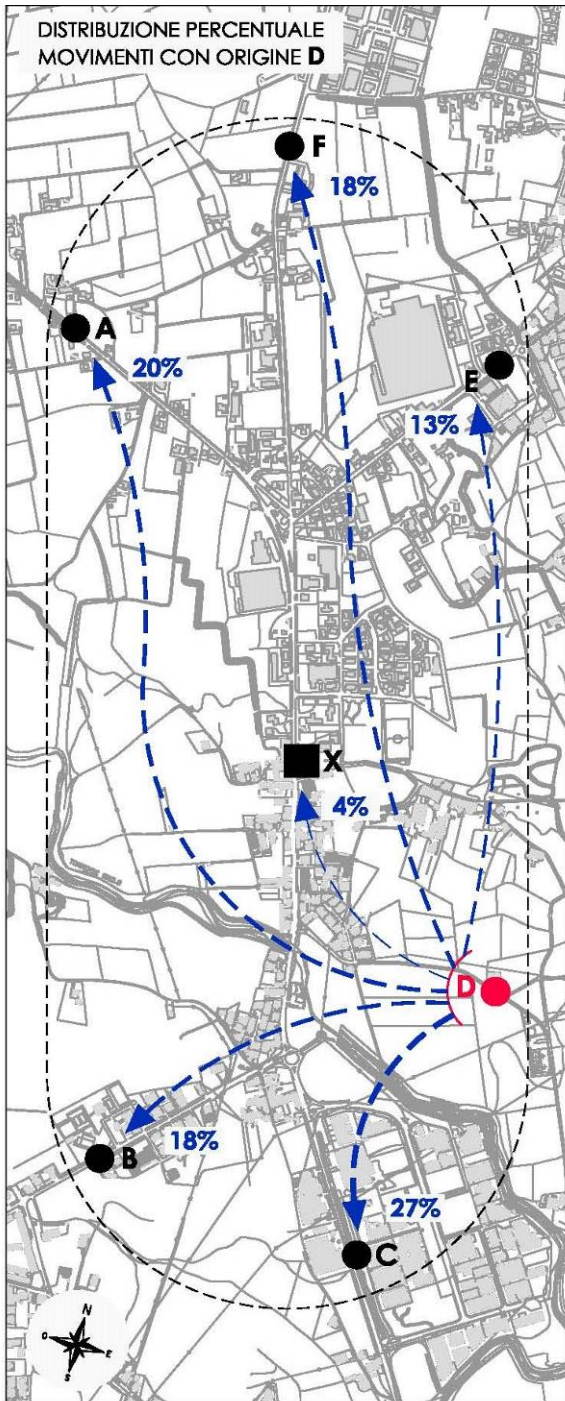 DISTRIBUZIONE PERCENTUALE
MOVIMENTI CON ORIGINE D
F
18%
A
20%
E
13%
X
4%
D
18%
B
27%
C
N
O
E
S